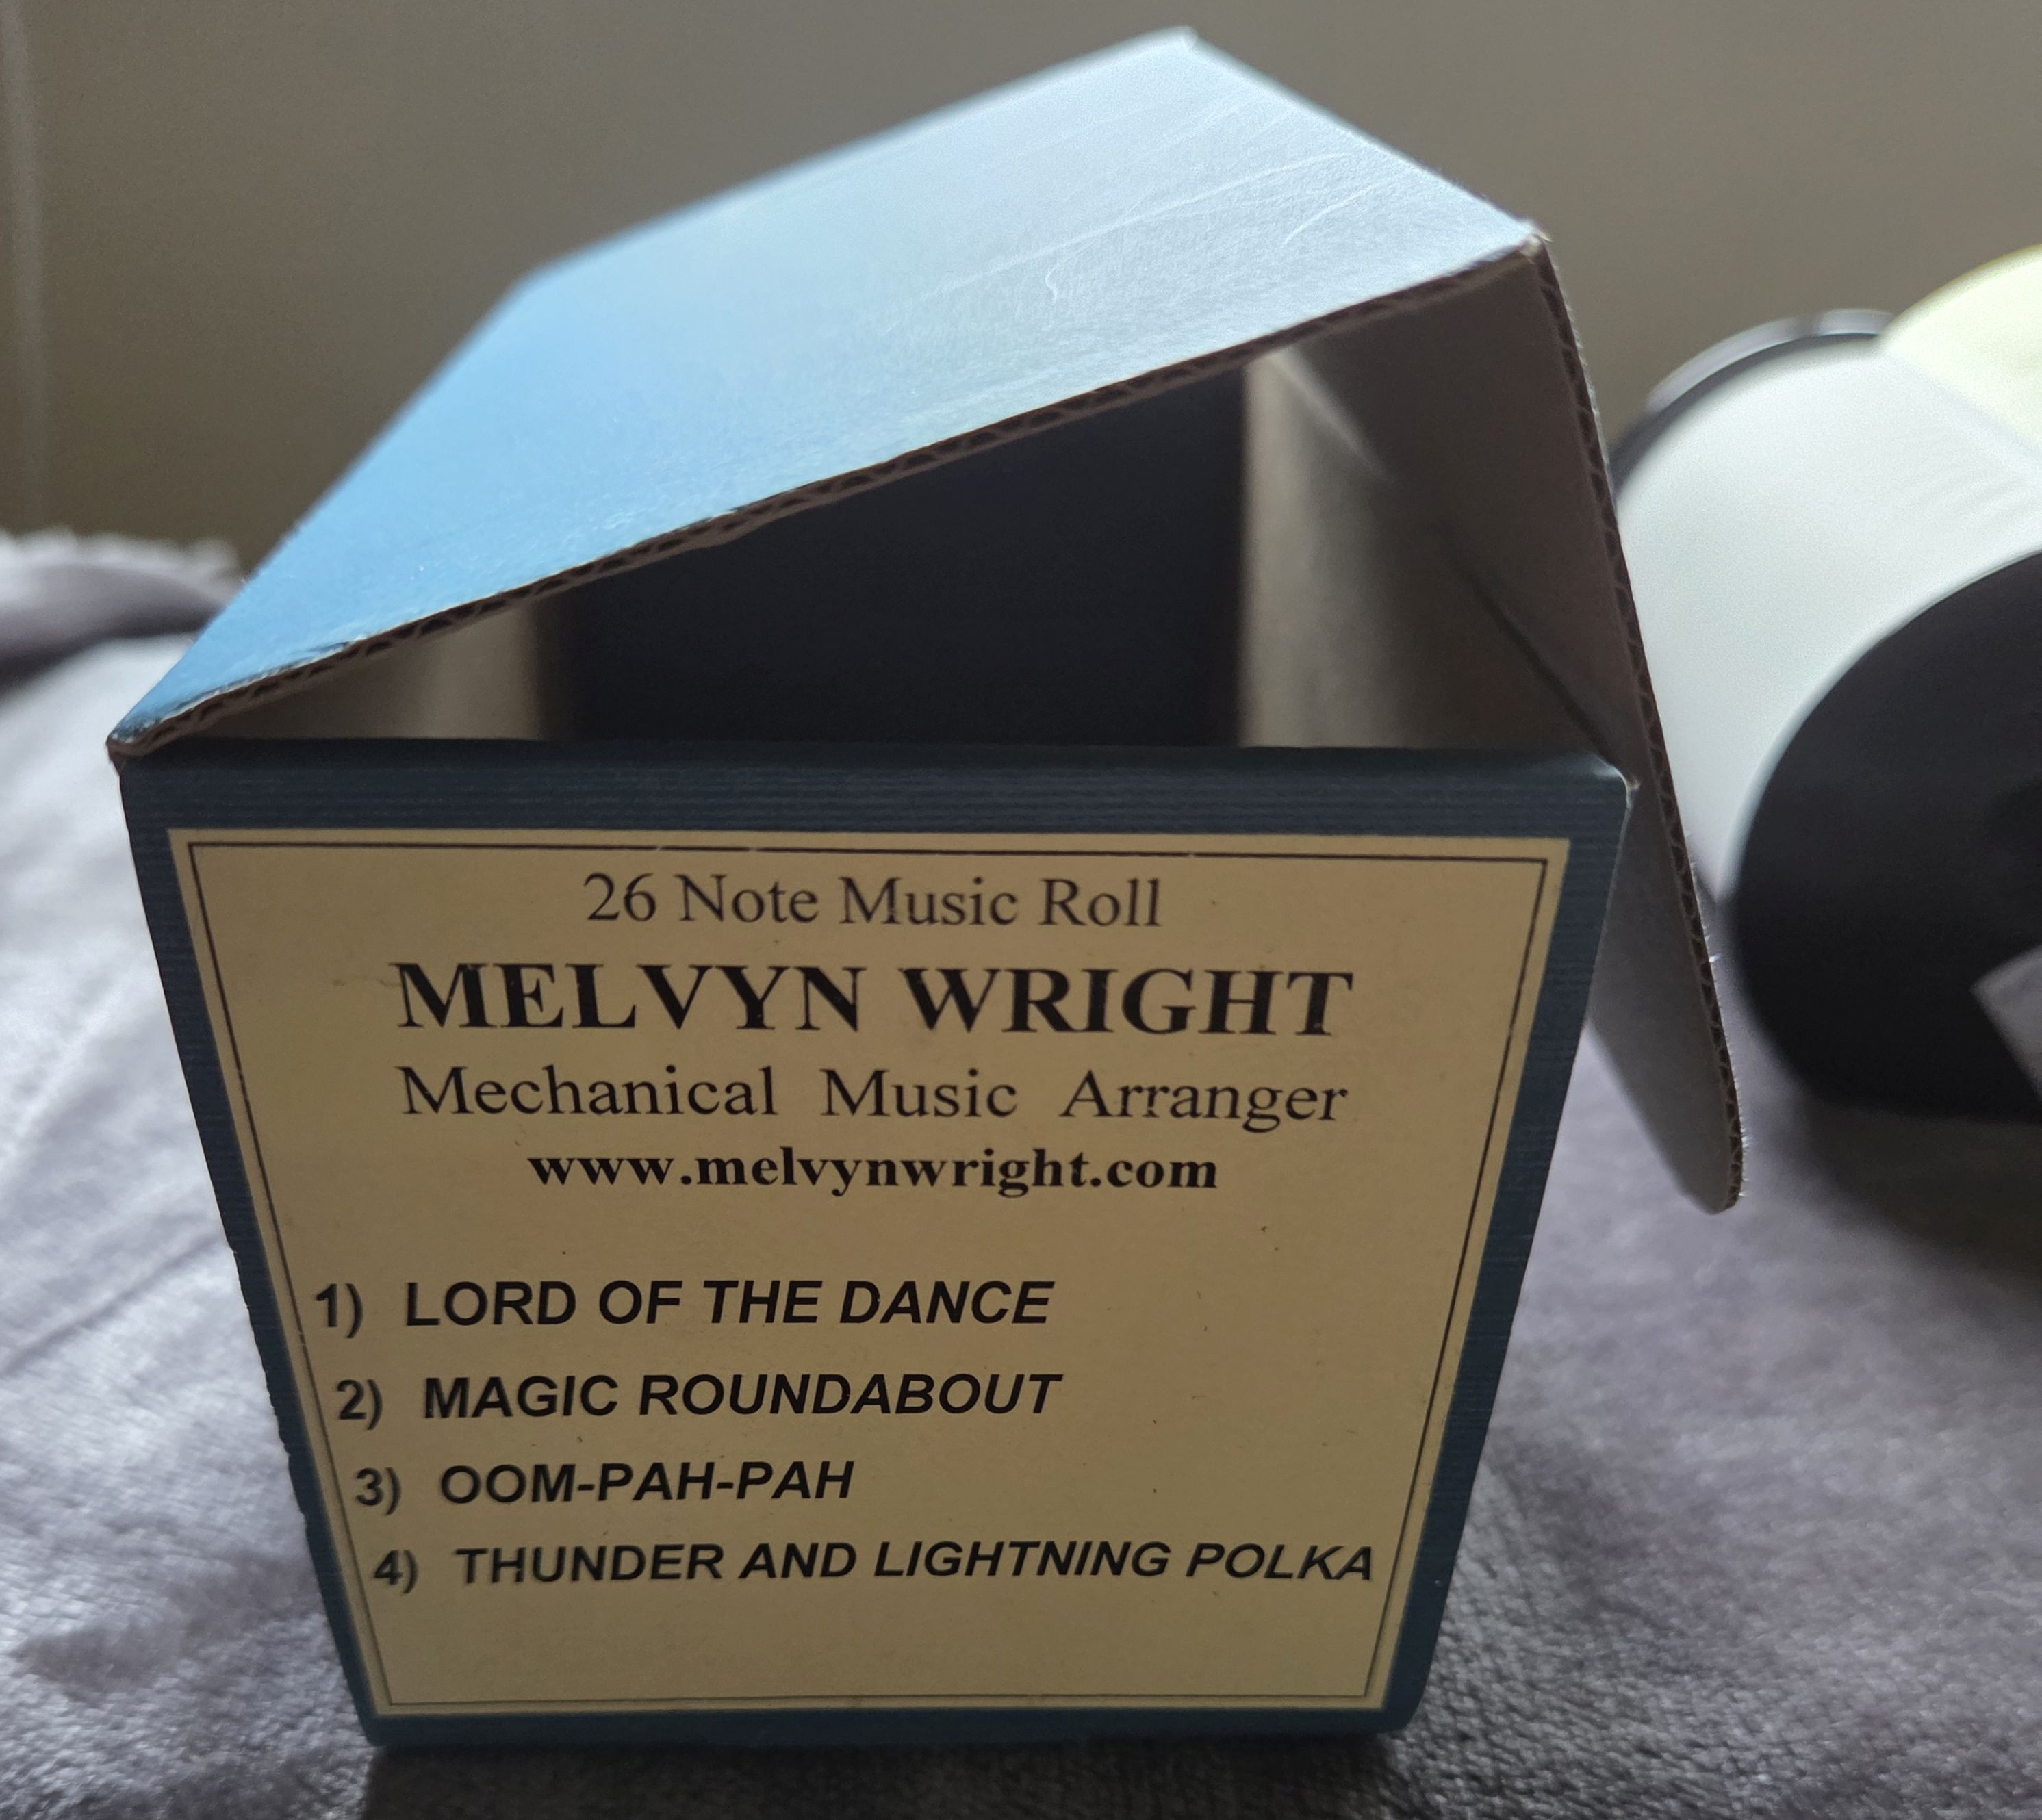 26 Note Music Roll
MELVYN WRIGHT
Mechanical Music Arranger
www.melvynwright.com
1) LORD OF THE DANCE
2) MAGIC ROUNDABOUT
3) OOM-PAH-PAH
4) THUNDER AND LIGHTNING POLKA